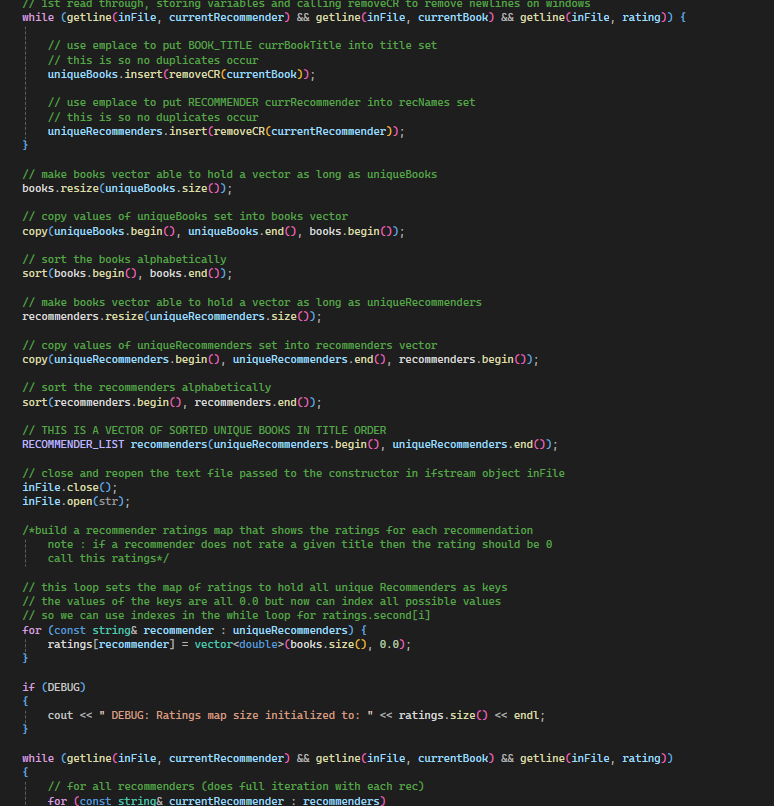 // 1st read through, storing variables and calling removeCR to remove newlines on windows
while (getline(inFile, currentRecommender) && getline(inFile, currentBook) && getline(inFile, rating)) {
// use emplace to put BOOK_TITLE currBookTitle into title set
// this is so no duplicates occur
uniqueBooks.insert(removeCR(currentBook));
// use emplace to put RECOMMENDER currRecommender into recNames set
// this is so no duplicates occur
uniqueRecommenders.insert(removeCR(currentRecommender));
}
// make books vector able to hold a vector as long as uniqueBooks
books.resize(uniqueBooks.size());
// copy values of uniqueBooks set into books vector
copy(uniqueBooks.begin(), uniqueBooks.end(), books.begin());
// sort the books alphabetically
sort(books.begin(), books.end());
// make books vector able to hold a vector as long as uniqueRecommenders
recommenders.resize(uniqueRecommenders.size());
// copy values of uniqueRecommenders set into recommenders vector
copy(uniqueRecommenders.begin(), uniqueRecommenders.end(), recommenders.begin());
// sort the recommenders alphabetically
sort(recommenders.begin(), recommenders.end());
// THIS IS A VECTOR OF SORTED UNIQUE BOOKS IN TITLE ORDER
RECOMMENDER_LIST recommenders(uniqueRecommenders.begin(), uniqueRecommenders.end());
// close and reopen the text file passed to the constructor in ifstream object inFile
inFile.close();
inFile.open(str);
/*build a recommender ratings map that shows the ratings for each recommendation
note : if a recommender does not rate a given title then the rating should be 0
call this ratings*/
// this loop sets the map of ratings to hold all unique Recommenders as keys
// the values of the keys are all 0.0 but now can index all possible values
// so we can use indexes in the while loop for ratings.second[i]
for (const string& recommender : uniqueRecommenders) {
ratings[recommender] = vector<double>(books.size(), 0.0);
}
if (DEBUG)
{
cout << " DEBUG: Ratings map size initialized to: " << ratings.size() << endl;
}
while (getline(inFile, currentRecommender) && getline(inFile, currentBook) && getline(inFile, rating))
{
// for all recommenders (does full iteration with each rec)
for (const string& currentRecommender : recommenders)